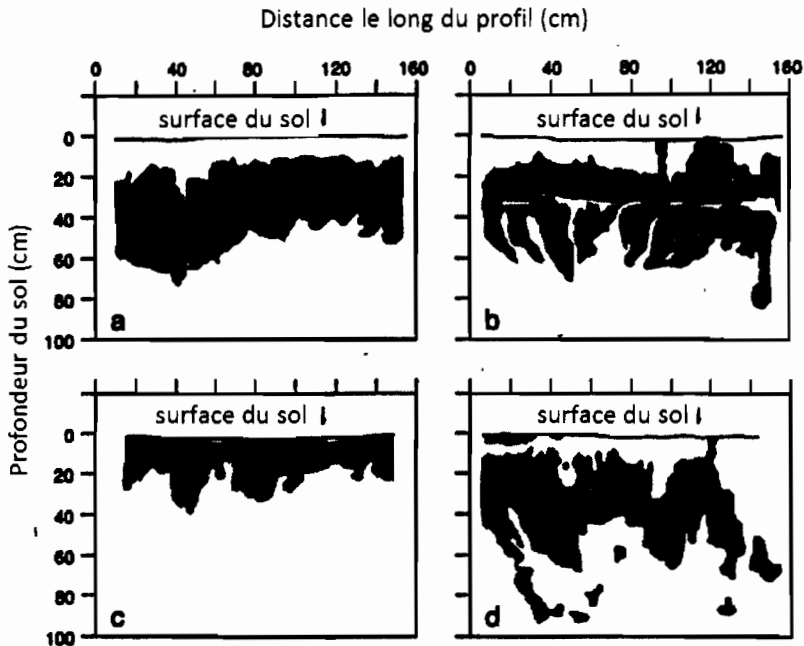 Distance le long du profil (cm)
0 40 80 120 160 0 40 80 120 160
surface du sol surface du sol
0
20
40
60
80
100
a b
Profondeur du sol (cm)
surface du sol surface du sol
0
20
40
60
80
100
c d